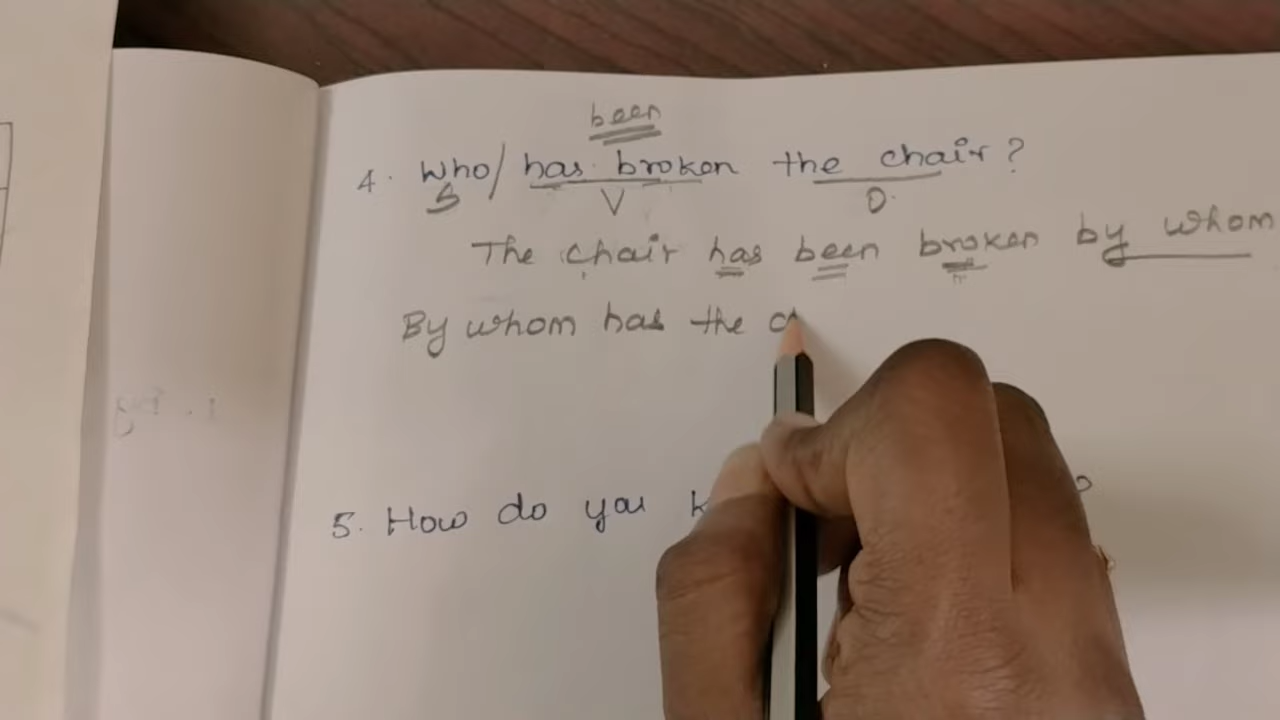 been
4. Who/ has broken the chair?
S V O
The chair has been broken by whom
By whom has the
5. How do you